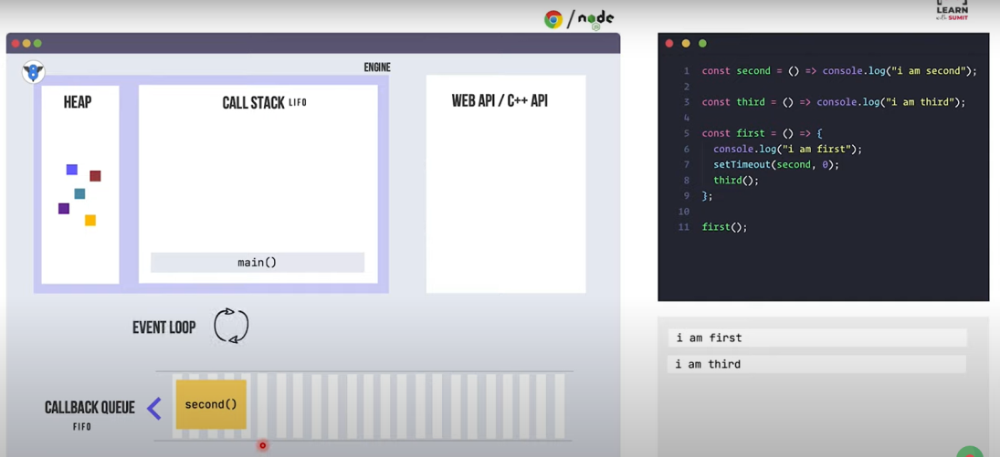 node
JS
LEARN
with SUMIT
ENGINE
8
HEAP
CALL STACK LIFO
WEB API / C++ API
main()
EVENT LOOP
CALLBACK QUEUE
FIFO
second()
1 const second = () => console.log("i am second");
2
3 const third = () => console.log("i am third");
4
5 const first = () => {
6 console.log("i am first");
7 setTimeout(second, 0);
8 third();
9 };
10
11 first();
i am first
i am third